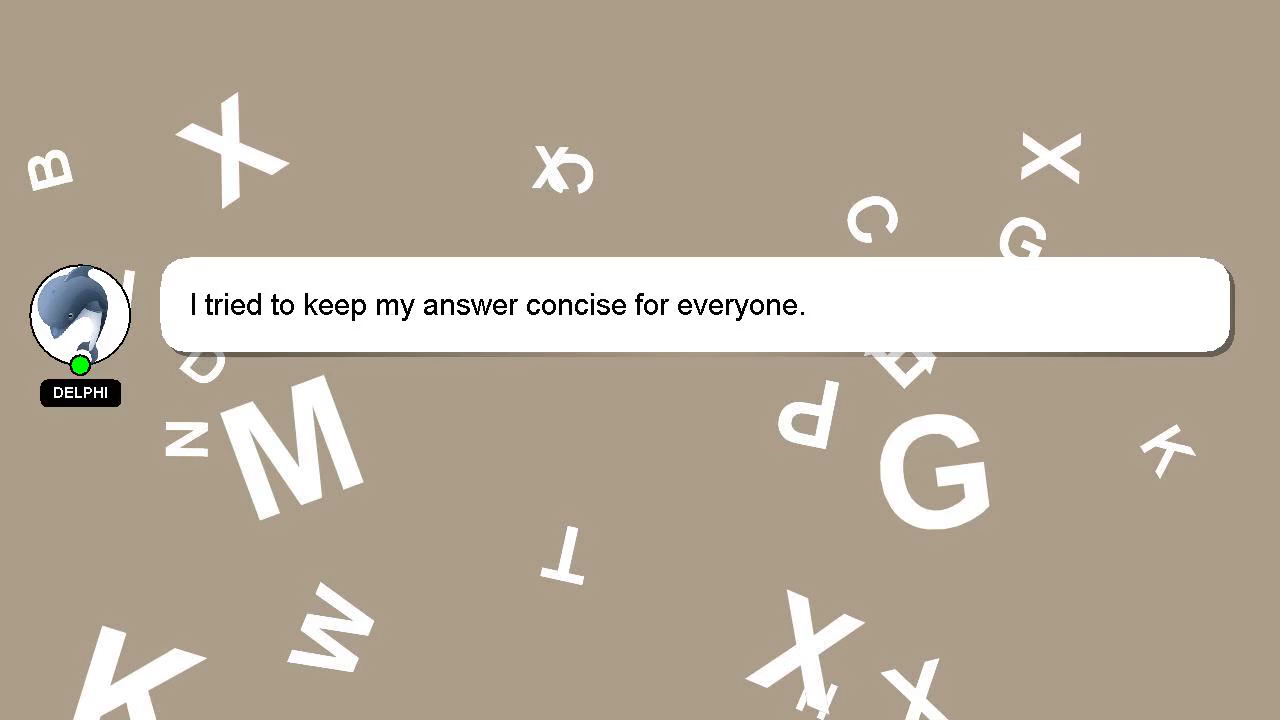 B
X
X
C
X
C
G
I tried to keep my answer concise for everyone.
DELPHI
D
N
M
P
G
K
T
W
K
X
X